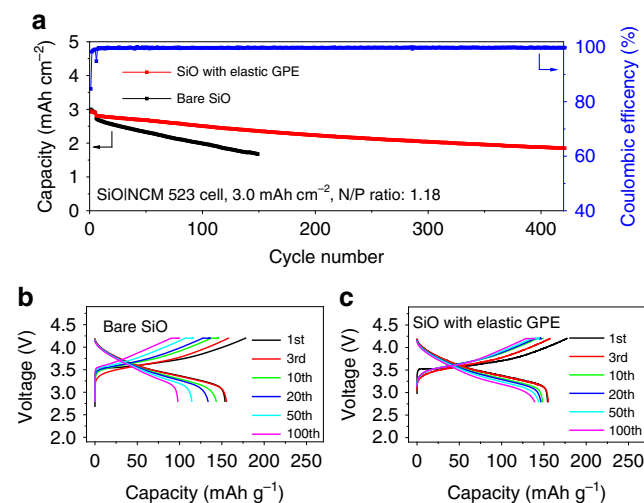 a
5
4
3
2
1
0
Capacity (mAh cm⁻²)
SiO with elastic GPE
Bare SiO
SiO|NCM 523 cell, 3.0 mAh cm⁻², N/P ratio: 1.18
100
80
60
40
Coulombic efficency (%)
0 100 200 300 400
Cycle number
b
Bare SiO
4.5
4.0
3.5
3.0
2.5
2.0
Voltage (V)
1st
3rd
10th
20th
50th
100th
0 50 100 150 200 250
Capacity (mAh g⁻¹)
c
SiO with elastic GPE
4.5
4.0
3.5
3.0
2.5
2.0
Voltage (V)
1st
3rd
10th
20th
50th
100th
0 50 100 150 200 250
Capacity (mAh g⁻¹)